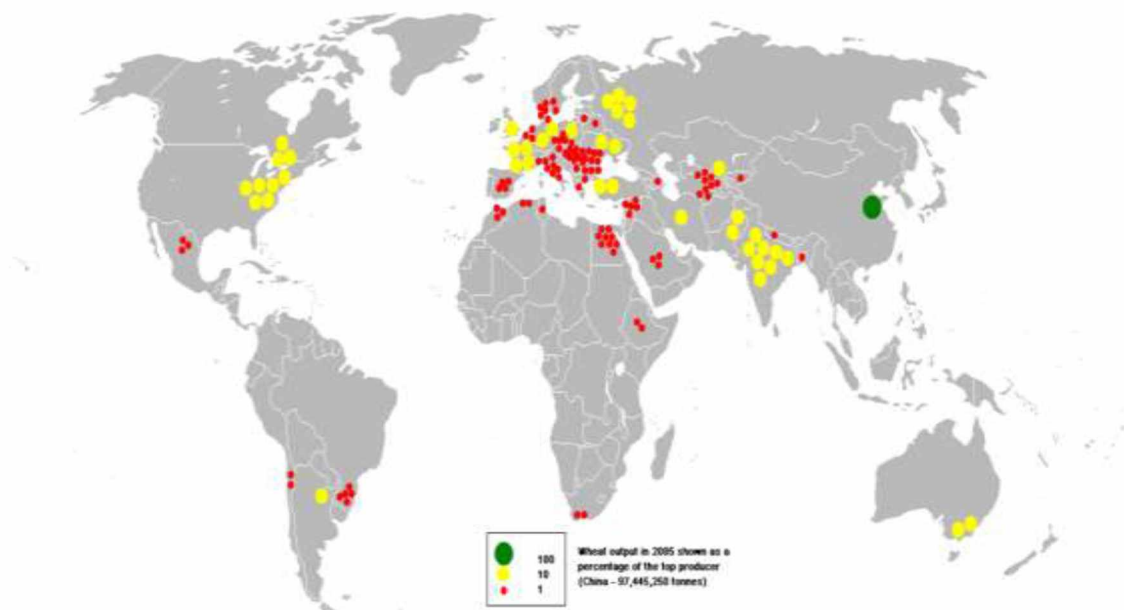 100
10
1
Wheat output in 2005 shown as a
percentage of the top producer
(China - 97,445,250 tonnes)